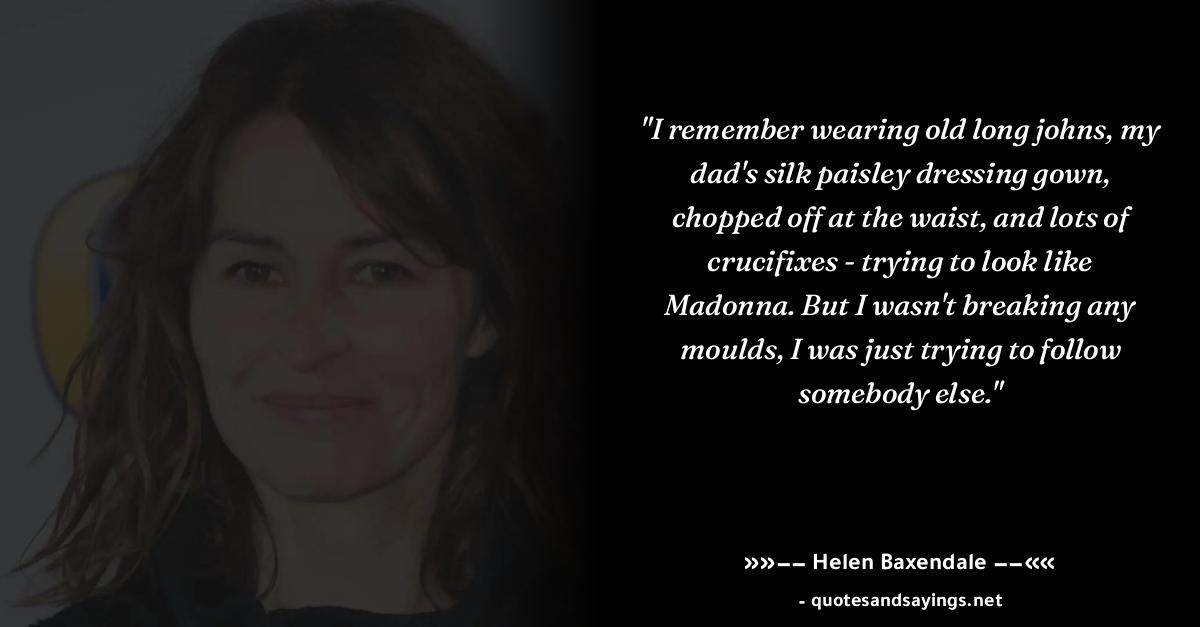 "I remember wearing old long johns, my
dad's silk paisley dressing gown,
chopped off at the waist, and lots of
crucifixes - trying to look like
Madonna. But I wasn't breaking any
moulds, I was just trying to follow
somebody else."
»»−− Helen Baxendale −−««
- quotesandsayings.net